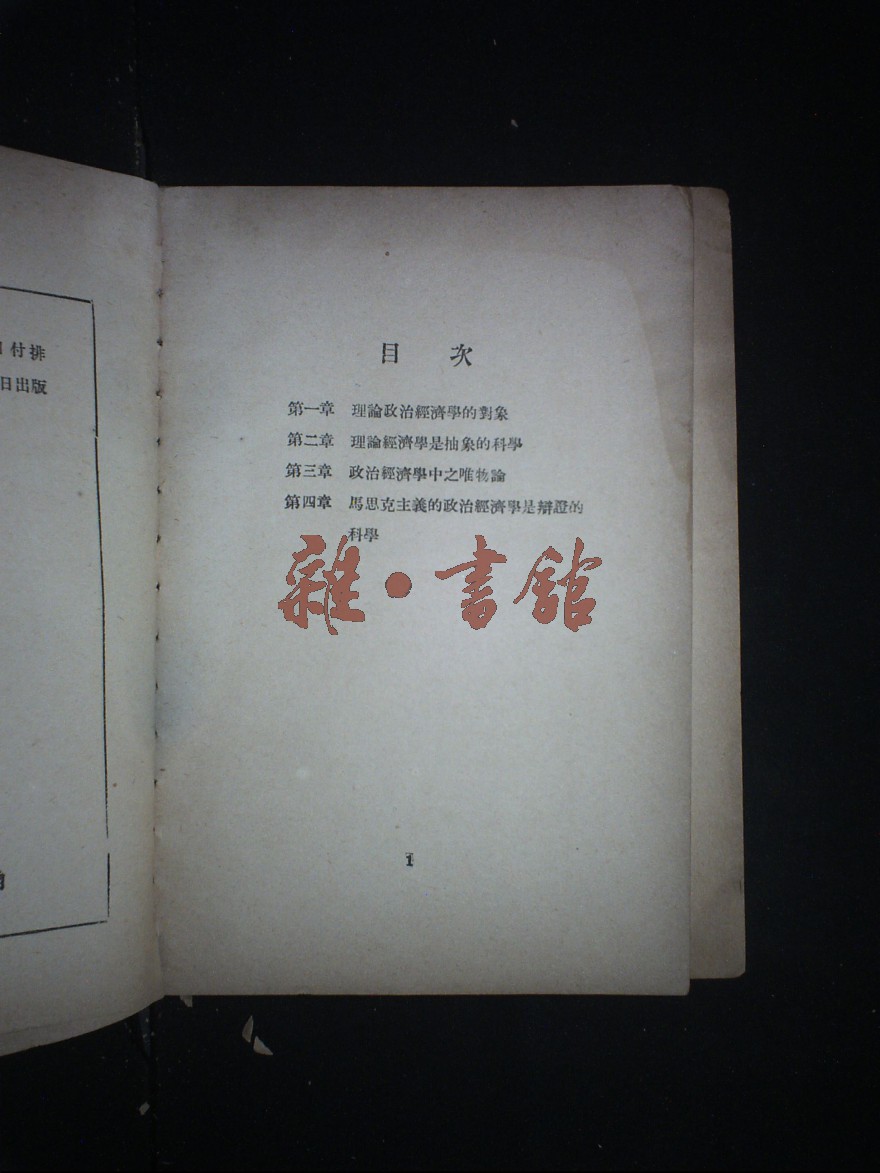 付排
日出版
目 次
第一章 理論政治經濟學的對象
第二章 理論經濟學是抽象的科學
第三章 政治經濟學中之唯物論
第四章 馬思克主義的政治經濟學是辯證的
科學
雜·書館
1